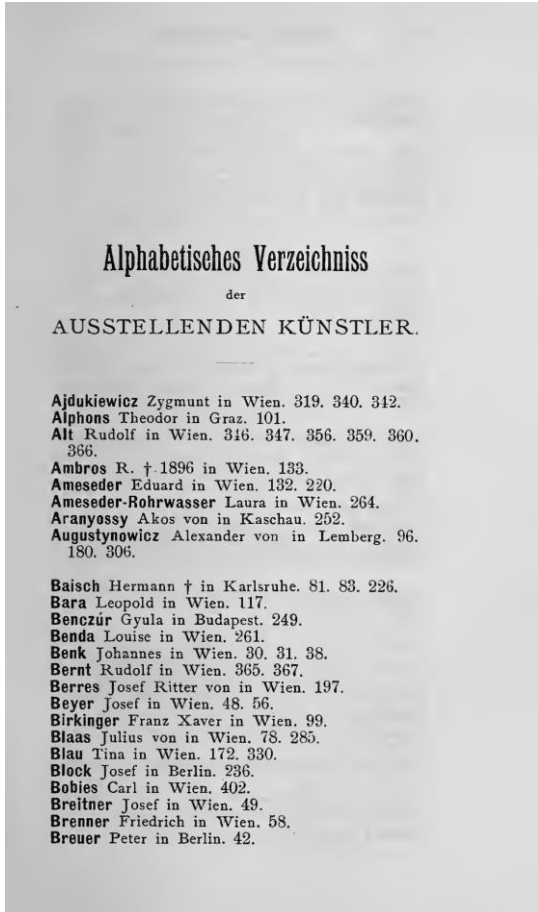 Alphabetisches Verzeichniss
der
AUSSTELLENDEN KÜNSTLER.
Ajdukiewicz Zygmunt in Wien. 319. 340. 342.
Alphons Theodor in Graz. 101.
Alt Rudolf in Wien. 346. 347. 356. 359. 360.
366.
Ambros R. † 1896 in Wien. 133.
Ameseder Eduard in Wien. 132. 220.
Ameseder-Rohrwasser Laura in Wien. 264.
Aranyossy Akos von in Kaschau. 252.
Augustynowicz Alexander von in Lemberg. 96.
180. 306.
Baisch Hermann † in Karlsruhe. 81. 83. 226.
Bara Leopold in Wien. 117.
Benczúr Gyula in Budapest. 249.
Benda Louise in Wien. 261.
Benk Johannes in Wien. 30. 31. 38.
Bernt Rudolf in Wien. 365. 367.
Berres Josef Ritter von in Wien. 197.
Beyer Josef in Wien. 48. 56.
Birkinger Franz Xaver in Wien. 99.
Blaas Julius von in Wien. 78. 285.
Blau Tina in Wien. 172. 330.
Block Josef in Berlin. 236.
Bobies Carl in Wien. 402.
Breitner Josef in Wien. 49.
Brenner Friedrich in Wien. 58.
Breuer Peter in Berlin. 42.